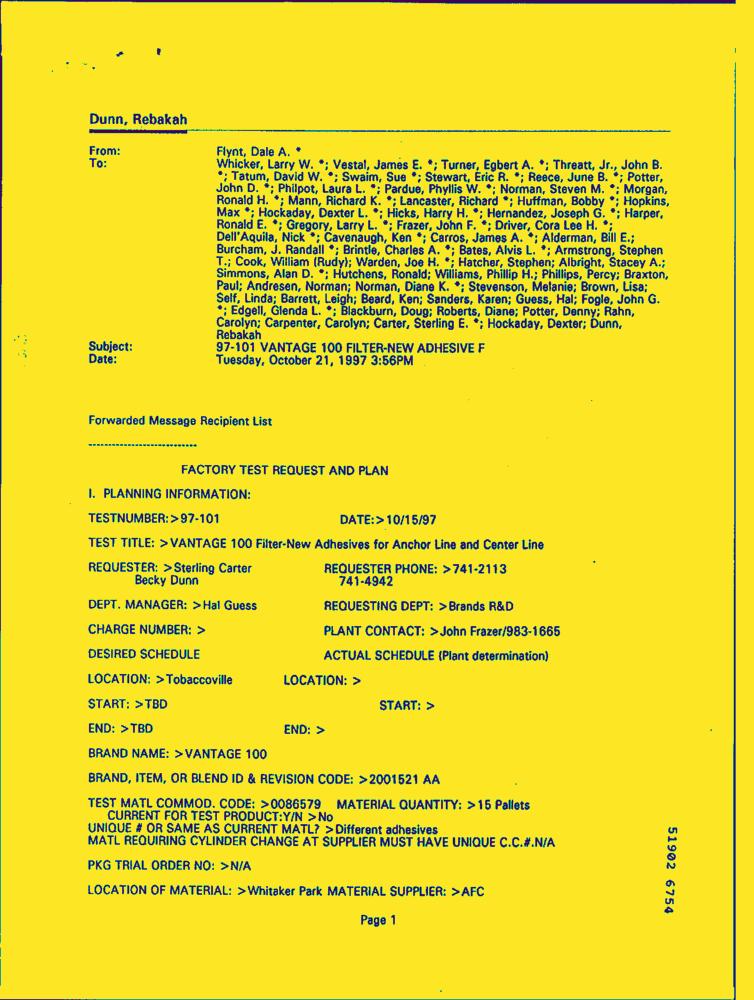 Dunn, Rebakah
From: Flynt, Dale A. *
To: Whicker, Larry W. *; Vestal, James E. *; Turner, Egbert A. *; Threatt, Jr., John B.
*; Tatum, David W. *; Swaim, Sue *; Stewart, Eric R. *; Reece, June B. *; Potter,
John D. *; Philpot, Laura L. *; Pardue, Phyllis W. *; Norman, Steven M. *; Morgan,
Ronald H. *; Mann, Richard K. *; Lancaster, Richard *; Huffman, Bobby *; Hopkins,
Max *; Hockaday, Dexter L. *; Hicks, Harry H. *; Hernandez, Joseph G. *; Harper,
Ronald E. *; Gregory, Larry L. *; Frazer, John F. *; Driver, Cora Lee H. *;
Dell'Aquila, Nick *; Cavenaugh, Ken *; Carros, James A. *; Alderman, Bill E.;
Burcham, J. Randall *; Brintle, Charles A. *; Bates, Alvis L. *; Armstrong, Stephen
T.; Cook, William (Rudy); Warden, Joe H. *; Hatcher, Stephen; Albright, Stacey A.;
Simmons, Alan D. *; Hutchens, Ronald; Williams, Phillip H.; Phillips, Percy; Braxton,
Paul; Andresen, Norman; Norman, Diane K. *; Stevenson, Melanie; Brown, Lisa;
Self, Linda; Barrett, Leigh; Beard, Ken; Sanders, Karen; Guess, Hal; Fogle, John G.
*; Edgell, Glenda L. *; Blackburn, Doug; Roberts, Diane; Potter, Denny; Rahn,
Carolyn; Carpenter, Carolyn; Carter, Sterling E. *; Hockaday, Dexter; Dunn,
Rebakah
Subject: 97-101 VANTAGE 100 FILTER-NEW ADHESIVE F
Date: Tuesday, October 21, 1997 3:56PM
Forwarded Message Recipient List
---------------------------
FACTORY TEST REQUEST AND PLAN
I. PLANNING INFORMATION:
TESTNUMBER:>97-101 DATE:>10/15/97
TEST TITLE: >VANTAGE 100 Filter-New Adhesives for Anchor Line and Center Line
REQUESTER: >Sterling Carter REQUESTER PHONE: >741-2113
Becky Dunn 741-4942
DEPT. MANAGER: >Hal Guess REQUESTING DEPT: >Brands R&D
CHARGE NUMBER: > PLANT CONTACT: >John Frazer/983-1665
DESIRED SCHEDULE ACTUAL SCHEDULE (Plant determination)
LOCATION: >Tobaccoville LOCATION: >
START: >TBD START: >
END: >TBD END: >
BRAND NAME: >VANTAGE 100
BRAND, ITEM, OR BLEND ID & REVISION CODE: >2001521 AA
TEST MATL COMMOD. CODE: >0086579 MATERIAL QUANTITY: >15 Pallets
CURRENT FOR TEST PRODUCT:Y/N >No
UNIQUE # OR SAME AS CURRENT MATL? >Different adhesives
MATL REQUIRING CYLINDER CHANGE AT SUPPLIER MUST HAVE UNIQUE C.C.#.N/A
PKG TRIAL ORDER NO: >N/A
LOCATION OF MATERIAL: >Whitaker Park MATERIAL SUPPLIER: >AFC
Page 1
51902 6754